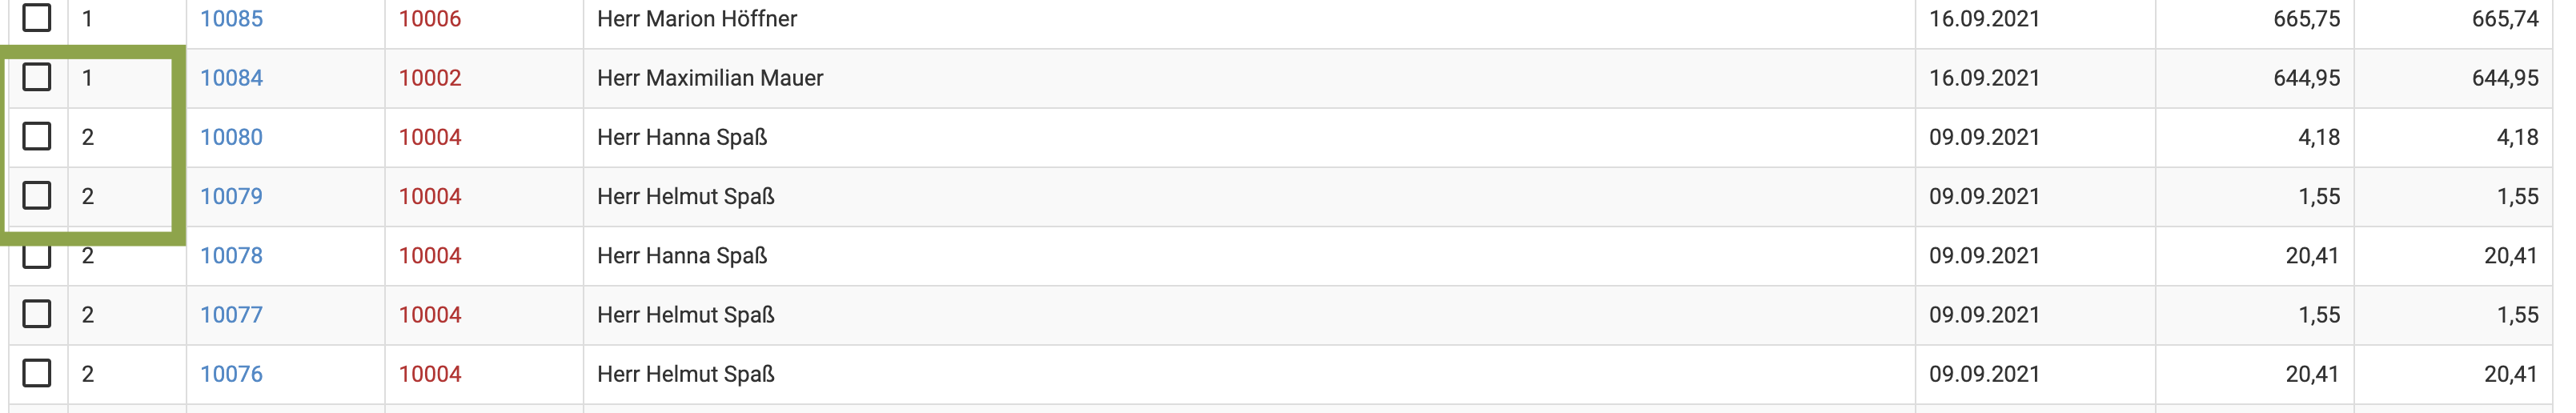 1 10085 10006 Herr Marion Höffner 16.09.2021 665,75 665,74
1 10084 10002 Herr Maximilian Mauer 16.09.2021 644,95 644,95
2 10080 10004 Herr Hanna Spaß 09.09.2021 4,18 4,18
2 10079 10004 Herr Helmut Spaß 09.09.2021 1,55 1,55
2 10078 10004 Herr Hanna Spaß 09.09.2021 20,41 20,41
2 10077 10004 Herr Helmut Spaß 09.09.2021 1,55 1,55
2 10076 10004 Herr Helmut Spaß 09.09.2021 20,41 20,41